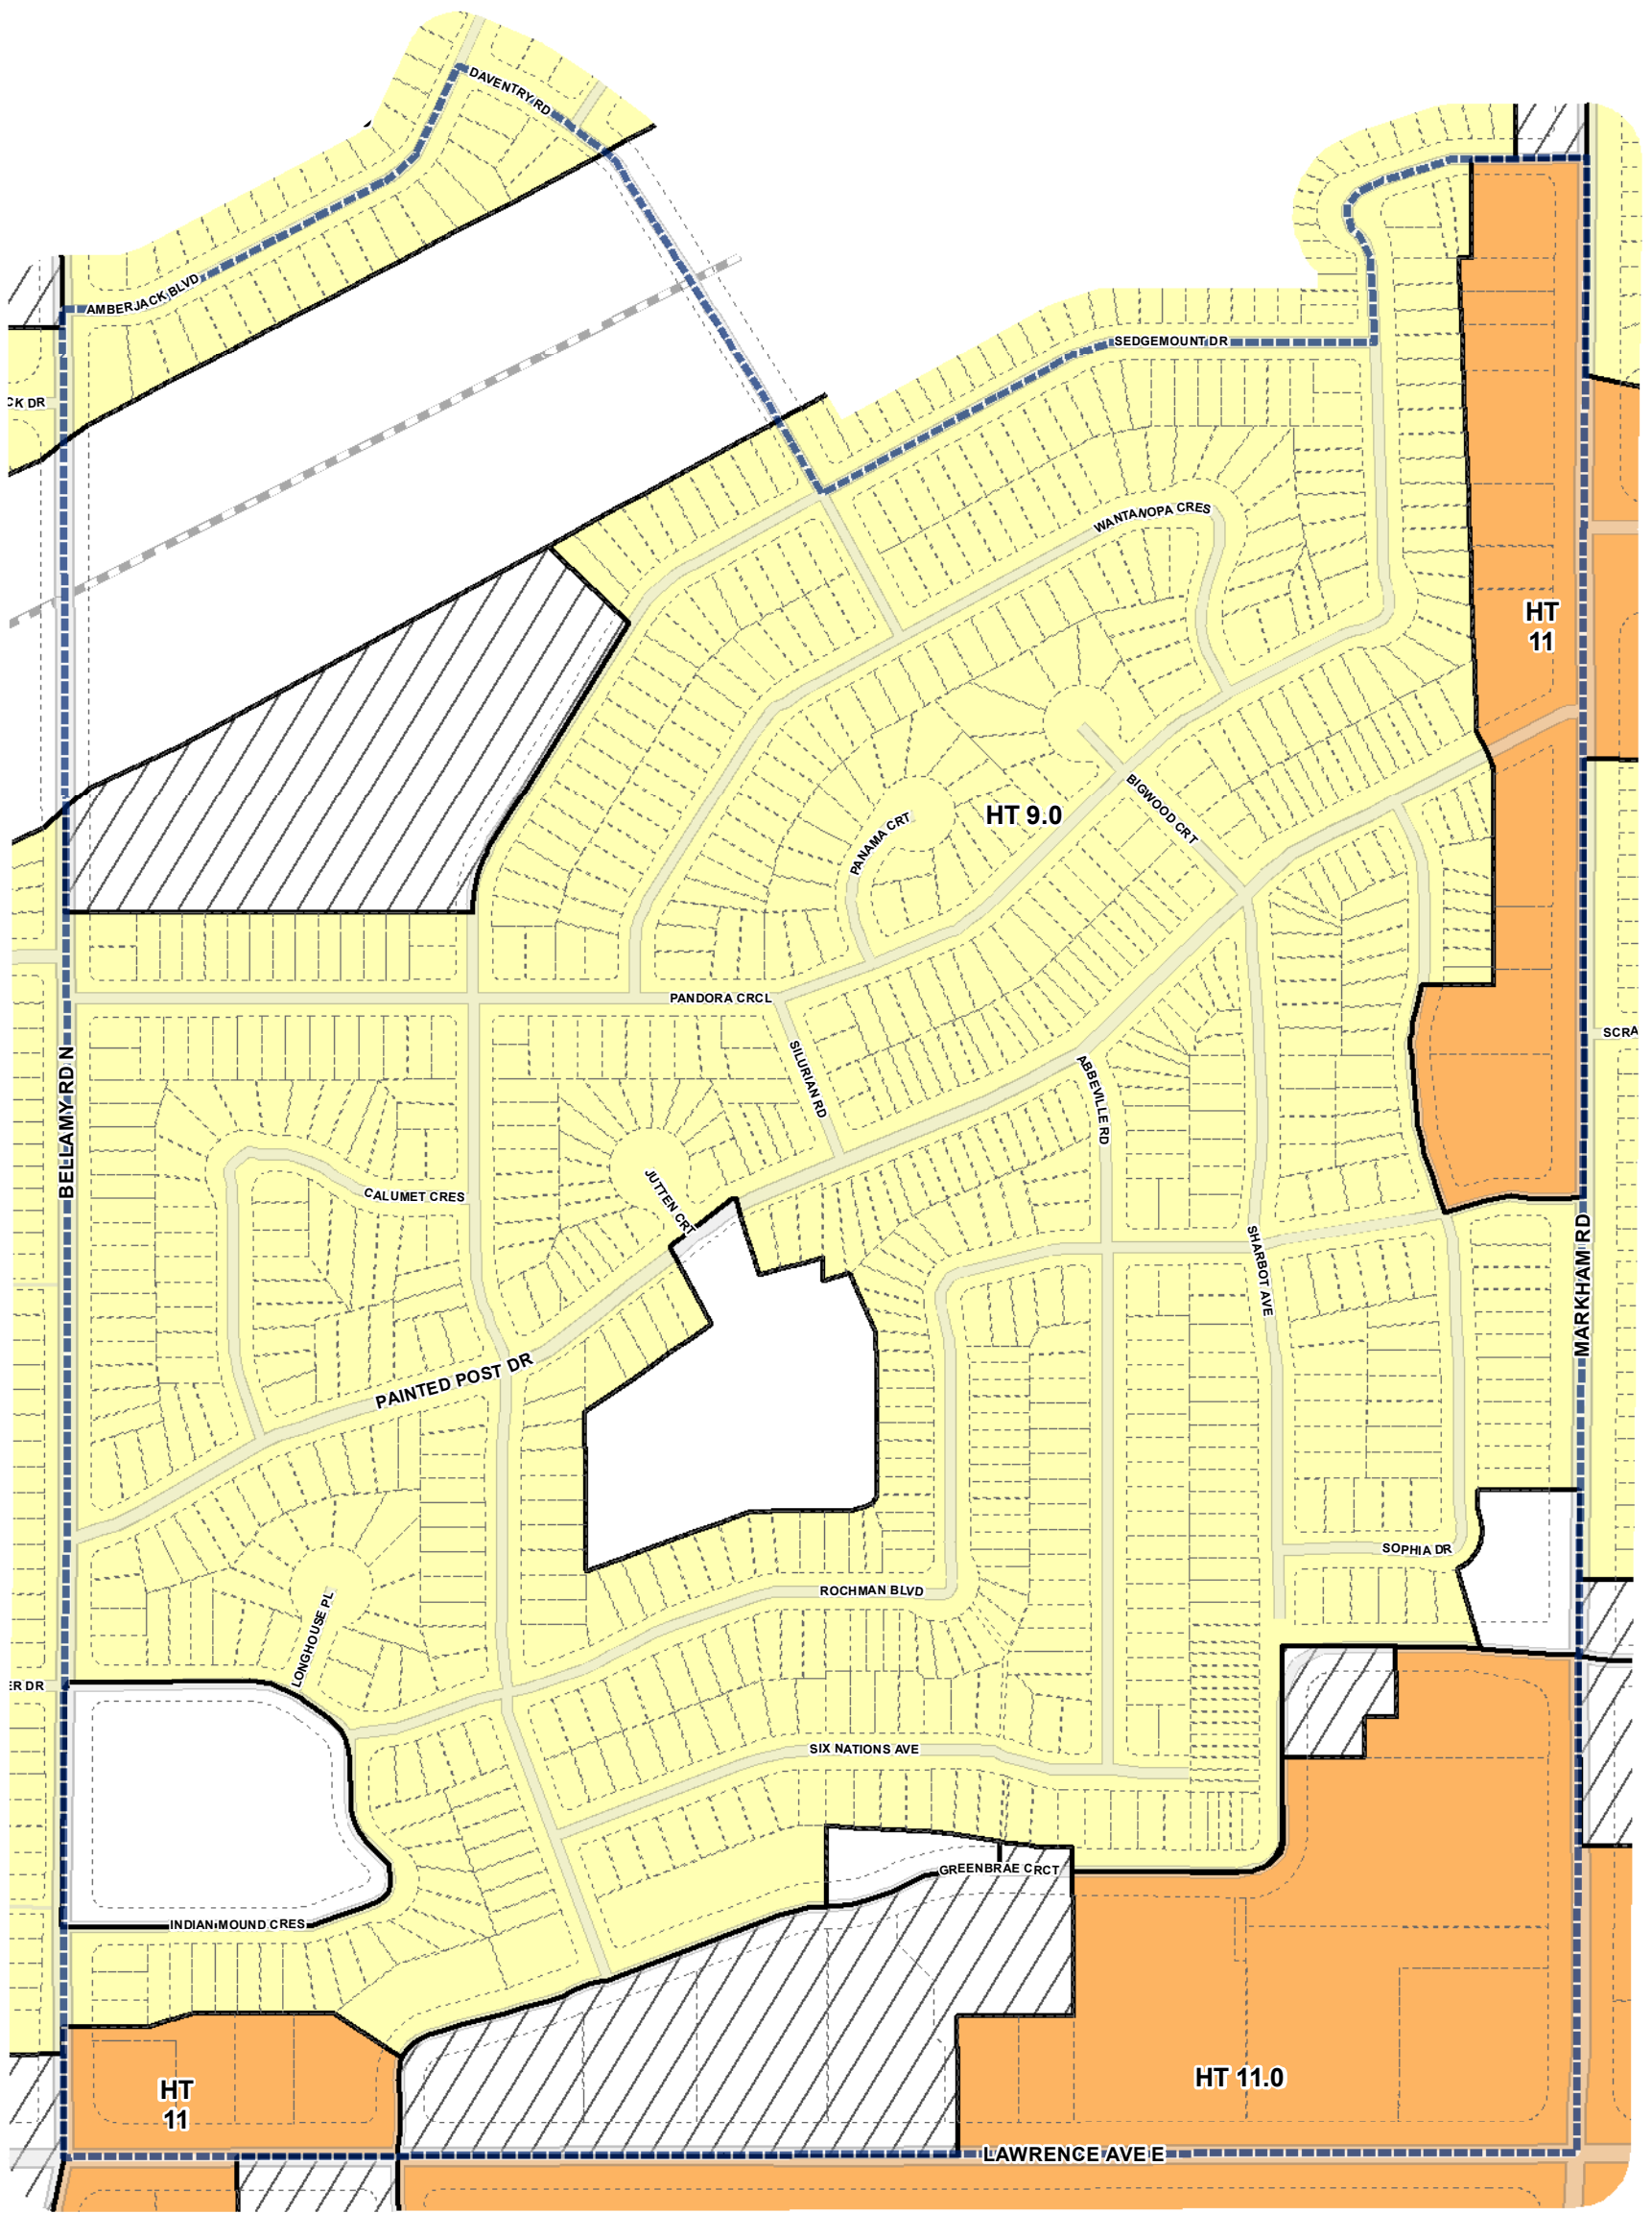 DAVENTRY RD
AMBERJACK BLVD
SEDGEMOUNT DR
CK DR
WANTANOPA CRES
HT
11
BIGWOOD CRT
HT 9.0
PANAMA CRT
PANDORA CRCL
SCRA
SILURIAN RD
ABBEVILLE RD
BELLAMY RD N
JUTTEN CRT
CALUMET CRES
SHARBOT AVE
MARKHAM RD
PAINTED POST DR
SOPHIA DR
ROCHMAN BLVD
LONGHOUSE PL
ER DR
SIX NATIONS AVE
GREENBRAE CRCT
INDIAN MOUND CRES
HT
11
HT 11.0
LAWRENCE AVE E